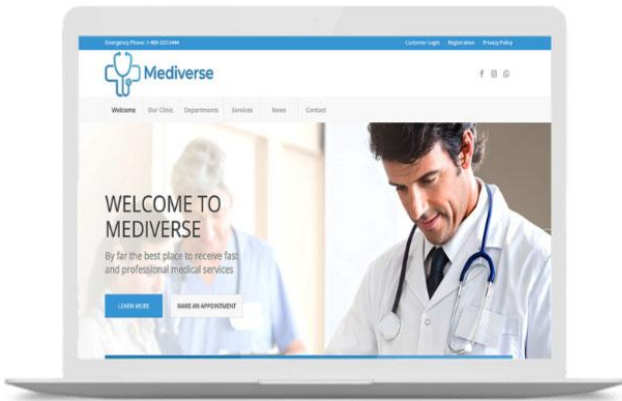 Emergency Phone: 1-800-333-5444
Customer Login Registration Privacy Policy
Mediverse
Welcome Our Clinic Departments Services News Contact
WELCOME TO
MEDIVERSE
By far the best place to receive fast
and professional medical services
LEARN MORE MAKE AN APPOINTMENT